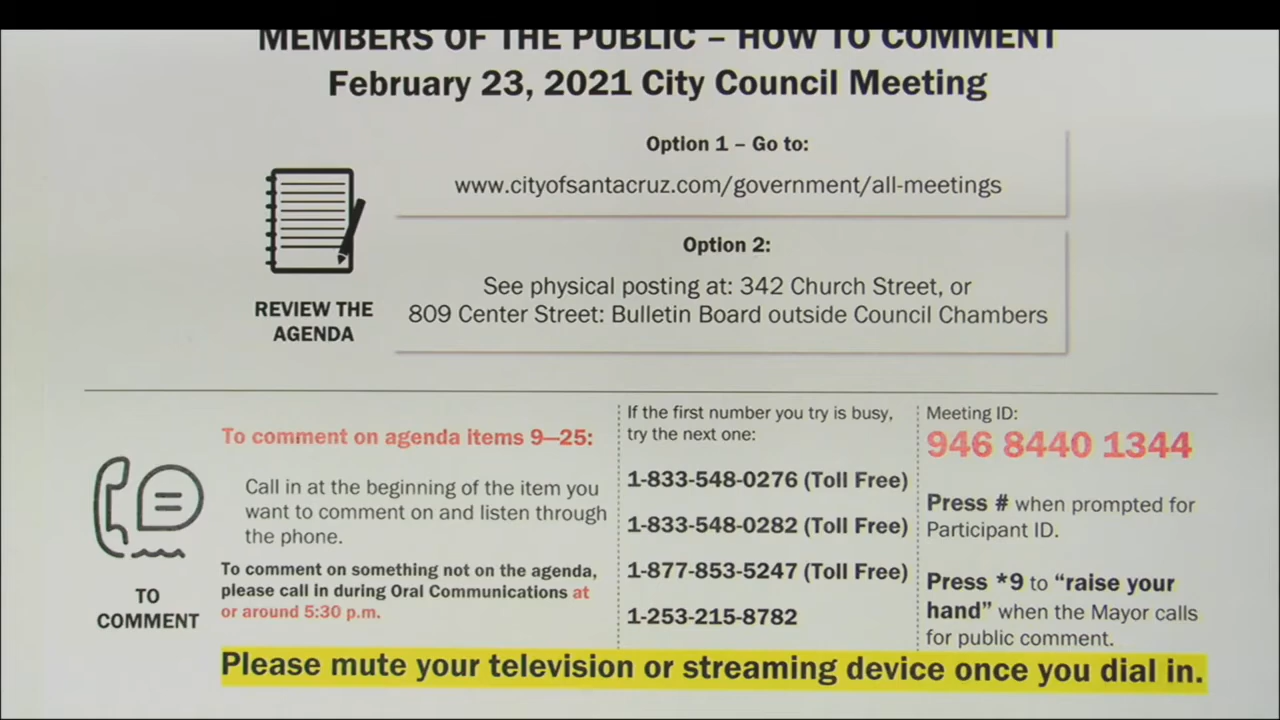 MEMBERS OF THE PUBLIC – HOW TO COMMENT
February 23, 2021 City Council Meeting
Option 1 – Go to:
www.cityofsantacruz.com/government/all-meetings
Option 2:
See physical posting at: 342 Church Street, or
809 Center Street: Bulletin Board outside Council Chambers
REVIEW THE
AGENDA
To comment on agenda items 9—25:
Call in at the beginning of the item you
want to comment on and listen through
the phone.
To comment on something not on the agenda,
please call in during Oral Communications at
or around 5:30 p.m.
TO
COMMENT
If the first number you try is busy,
try the next one:
1-833-548-0276 (Toll Free)
1-833-548-0282 (Toll Free)
1-877-853-5247 (Toll Free)
1-253-215-8782
Meeting ID:
946 8440 1344
Press # when prompted for
Participant ID.
Press *9 to “raise your
hand” when the Mayor calls
for public comment.
Please mute your television or streaming device once you dial in.